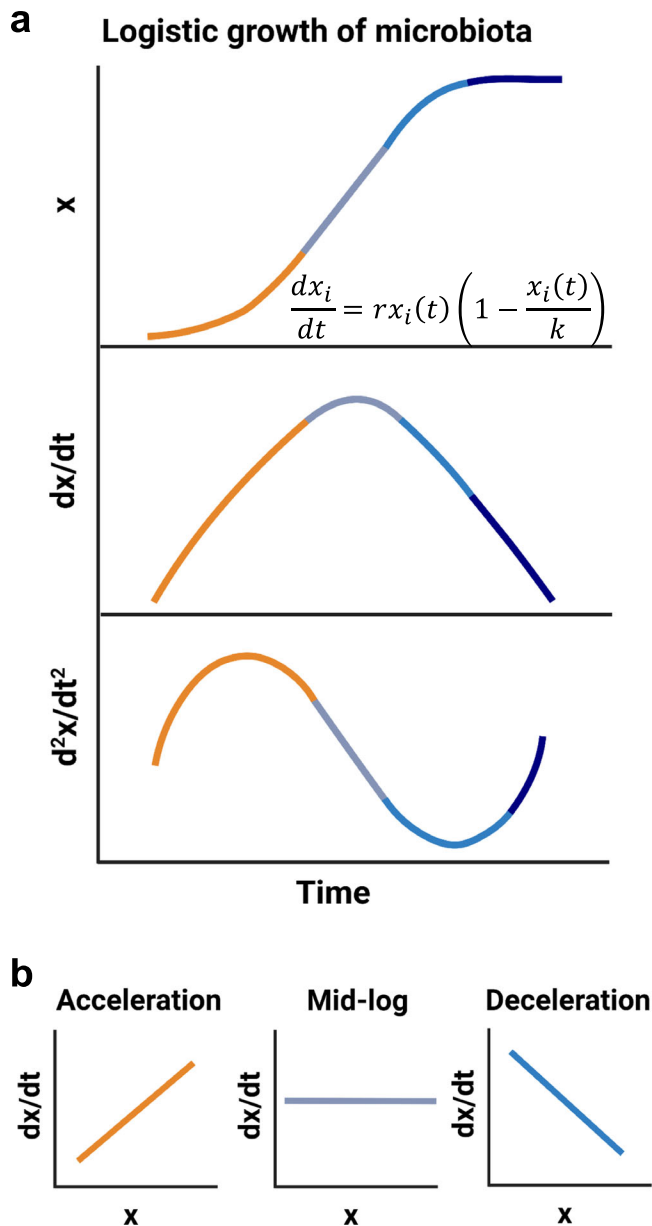 a
Logistic growth of microbiota
x
dx_i/dt = rx_i(t) (1 − x_i(t)/k)
dx/dt
d²x/dt²
Time
b
Acceleration Mid-log Deceleration
dx/dt dx/dt dx/dt
x x x